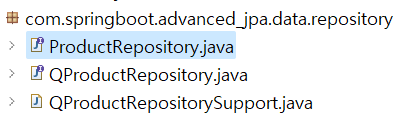 com.springboot.advanced_jpa.data.repository
ProductRepository.java
QProductRepository.java
QProductRepositorySupport.java